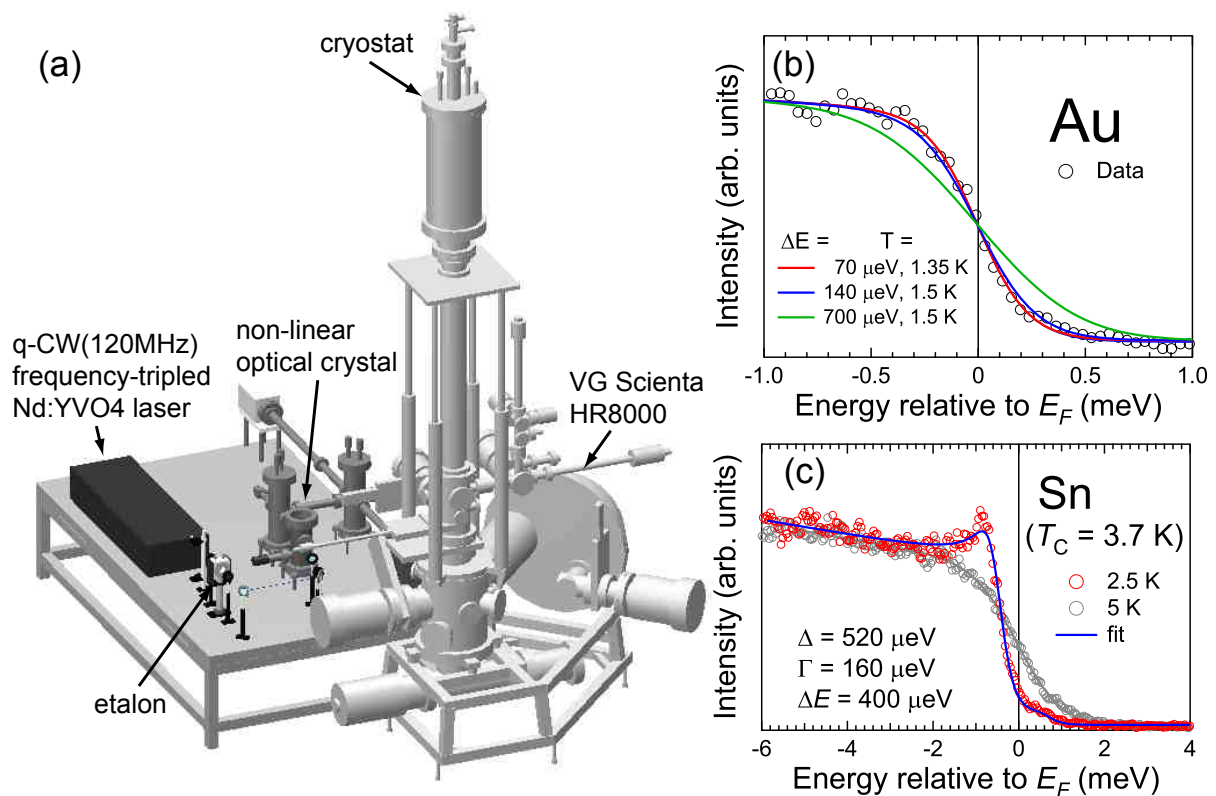 (a)
cryostat
non-linear
optical crystal
q-CW(120MHz)
frequency-tripled
Nd:YVO4 laser
VG Scienta
HR8000
etalon
(b)
Au
Data
ΔE = T =
70 µeV, 1.35 K
140 µeV, 1.5 K
700 µeV, 1.5 K
Intensity (arb. units)
-1.0 -0.5 0 0.5 1.0
Energy relative to E_F (meV)
(c)
Sn
(T_C = 3.7 K)
2.5 K
5 K
fit
Δ = 520 µeV
Γ = 160 µeV
ΔE = 400 µeV
Intensity (arb. units)
-6 -4 -2 0 2 4
Energy relative to E_F (meV)